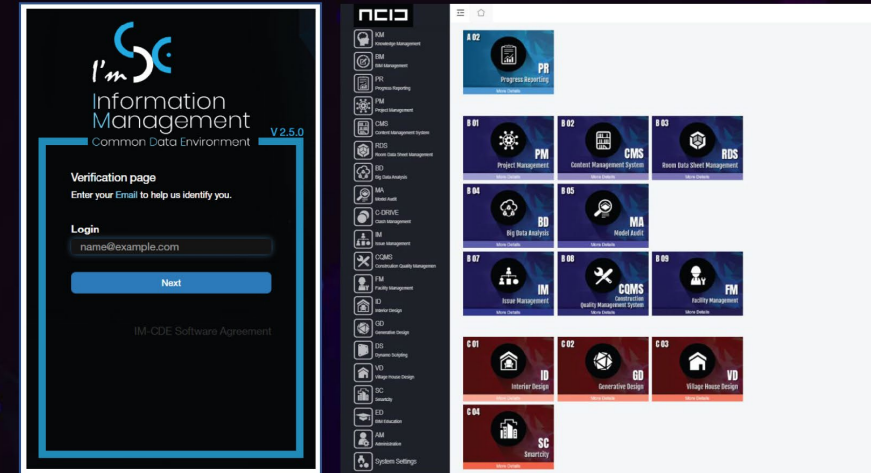 I'm CDE
Information
Management
Common Data Environment
V 2.5.0
Verification page
Enter your Email to help us identify you.
Login
name@example.com
Next
IM-CDE Software Agreement
NCID
KM
Knowledge Management
BM
BIM Management
PR
Progress Reporting
PM
Project Management
CMS
Content Management System
RDS
Room Data Sheet Management
BD
Big Data Analysis
MA
Model Audit
C-DRIVE
Clash Management
IM
Issue Management
CQMS
Construction Quality Managemen
FM
Facility Management
ID
Interior Design
GD
Generative Design
DS
Dynamic Scripting
VD
Village House Design
SC
Smartcity
ED
BIM Education
AM
Administrative
System Settings
A 02
PR
Progress Reporting
More Details
B 01
PM
Project Management
More Details
B 02
CMS
Content Management System
More Details
B 03
RDS
Room Data Sheet Management
More Details
B 04
BD
Big Data Analysis
More Details
B 05
MA
Model Audit
More Details
B 07
IM
Issue Management
More Details
B 08
CQMS
Construction
Quality Management System
More Details
B 09
FM
Facility Management
More Details
C 01
ID
Interior Design
More Details
C 02
GD
Generative Design
More Details
C 03
VD
Village House Design
More Details
C 04
SC
Smartcity
More Details